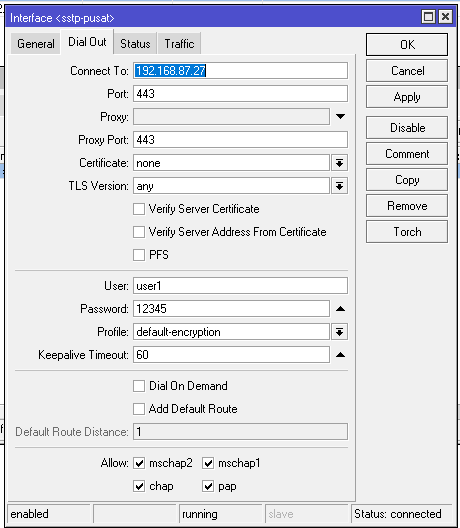 Interface <sstp-pusat>
General Dial Out Status Traffic
OK
Connect To: 192.168.87.27
Cancel
Port: 443
Apply
Proxy:
Proxy Port: 443
Disable
Certificate: none
Comment
TLS Version: any
Copy
Verify Server Certificate
Remove
Verify Server Address From Certificate
Torch
PFS
User: user1
Password: 12345
Profile: default-encryption
Keepalive Timeout: 60
Dial On Demand
Add Default Route
Default Route Distance: 1
Allow: mschap2 mschap1
chap pap
enabled running slave Status: connected